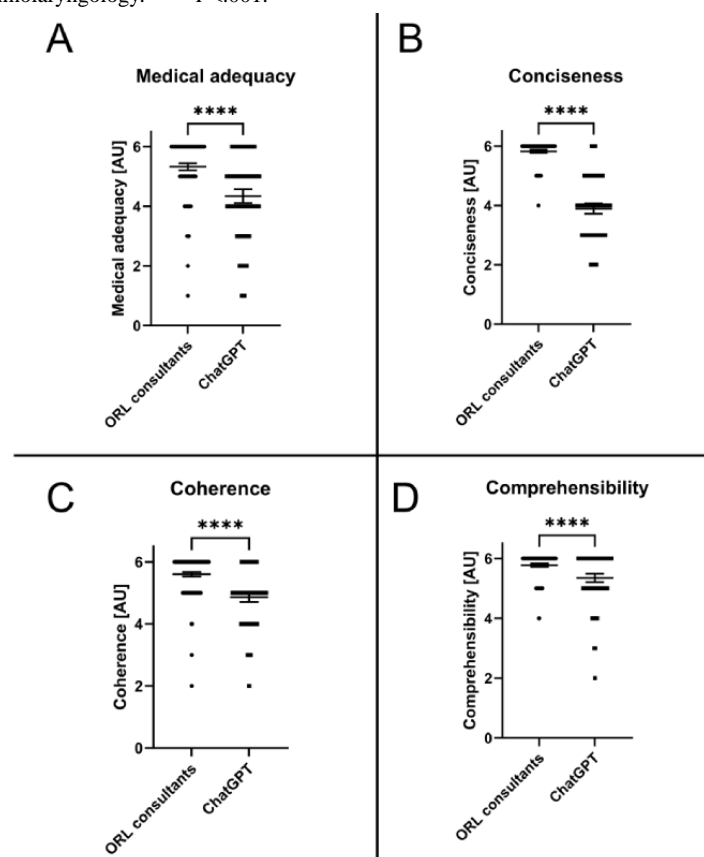 nolaryngology. P <.001.
A
B
Medical adequacy
Conciseness
****
****
Medical adequacy [AU]
6
4
2
0
ORL consultants
ChatGPT
Conciseness [AU]
6
4
2
0
ORL consultants
ChatGPT
C
D
Coherence
Comprehensibility
****
****
Coherence [AU]
6
4
2
0
ORL consultants
ChatGPT
Comprehensibility [AU]
6
4
2
0
ORL consultants
ChatGPT